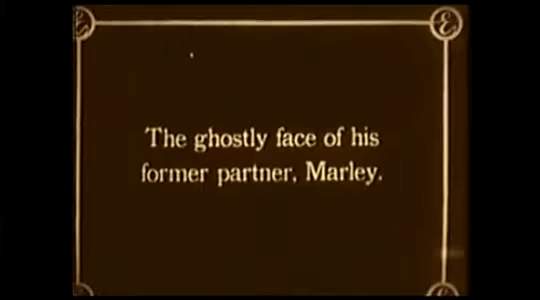 The ghostly face of his
former partner, Marley.